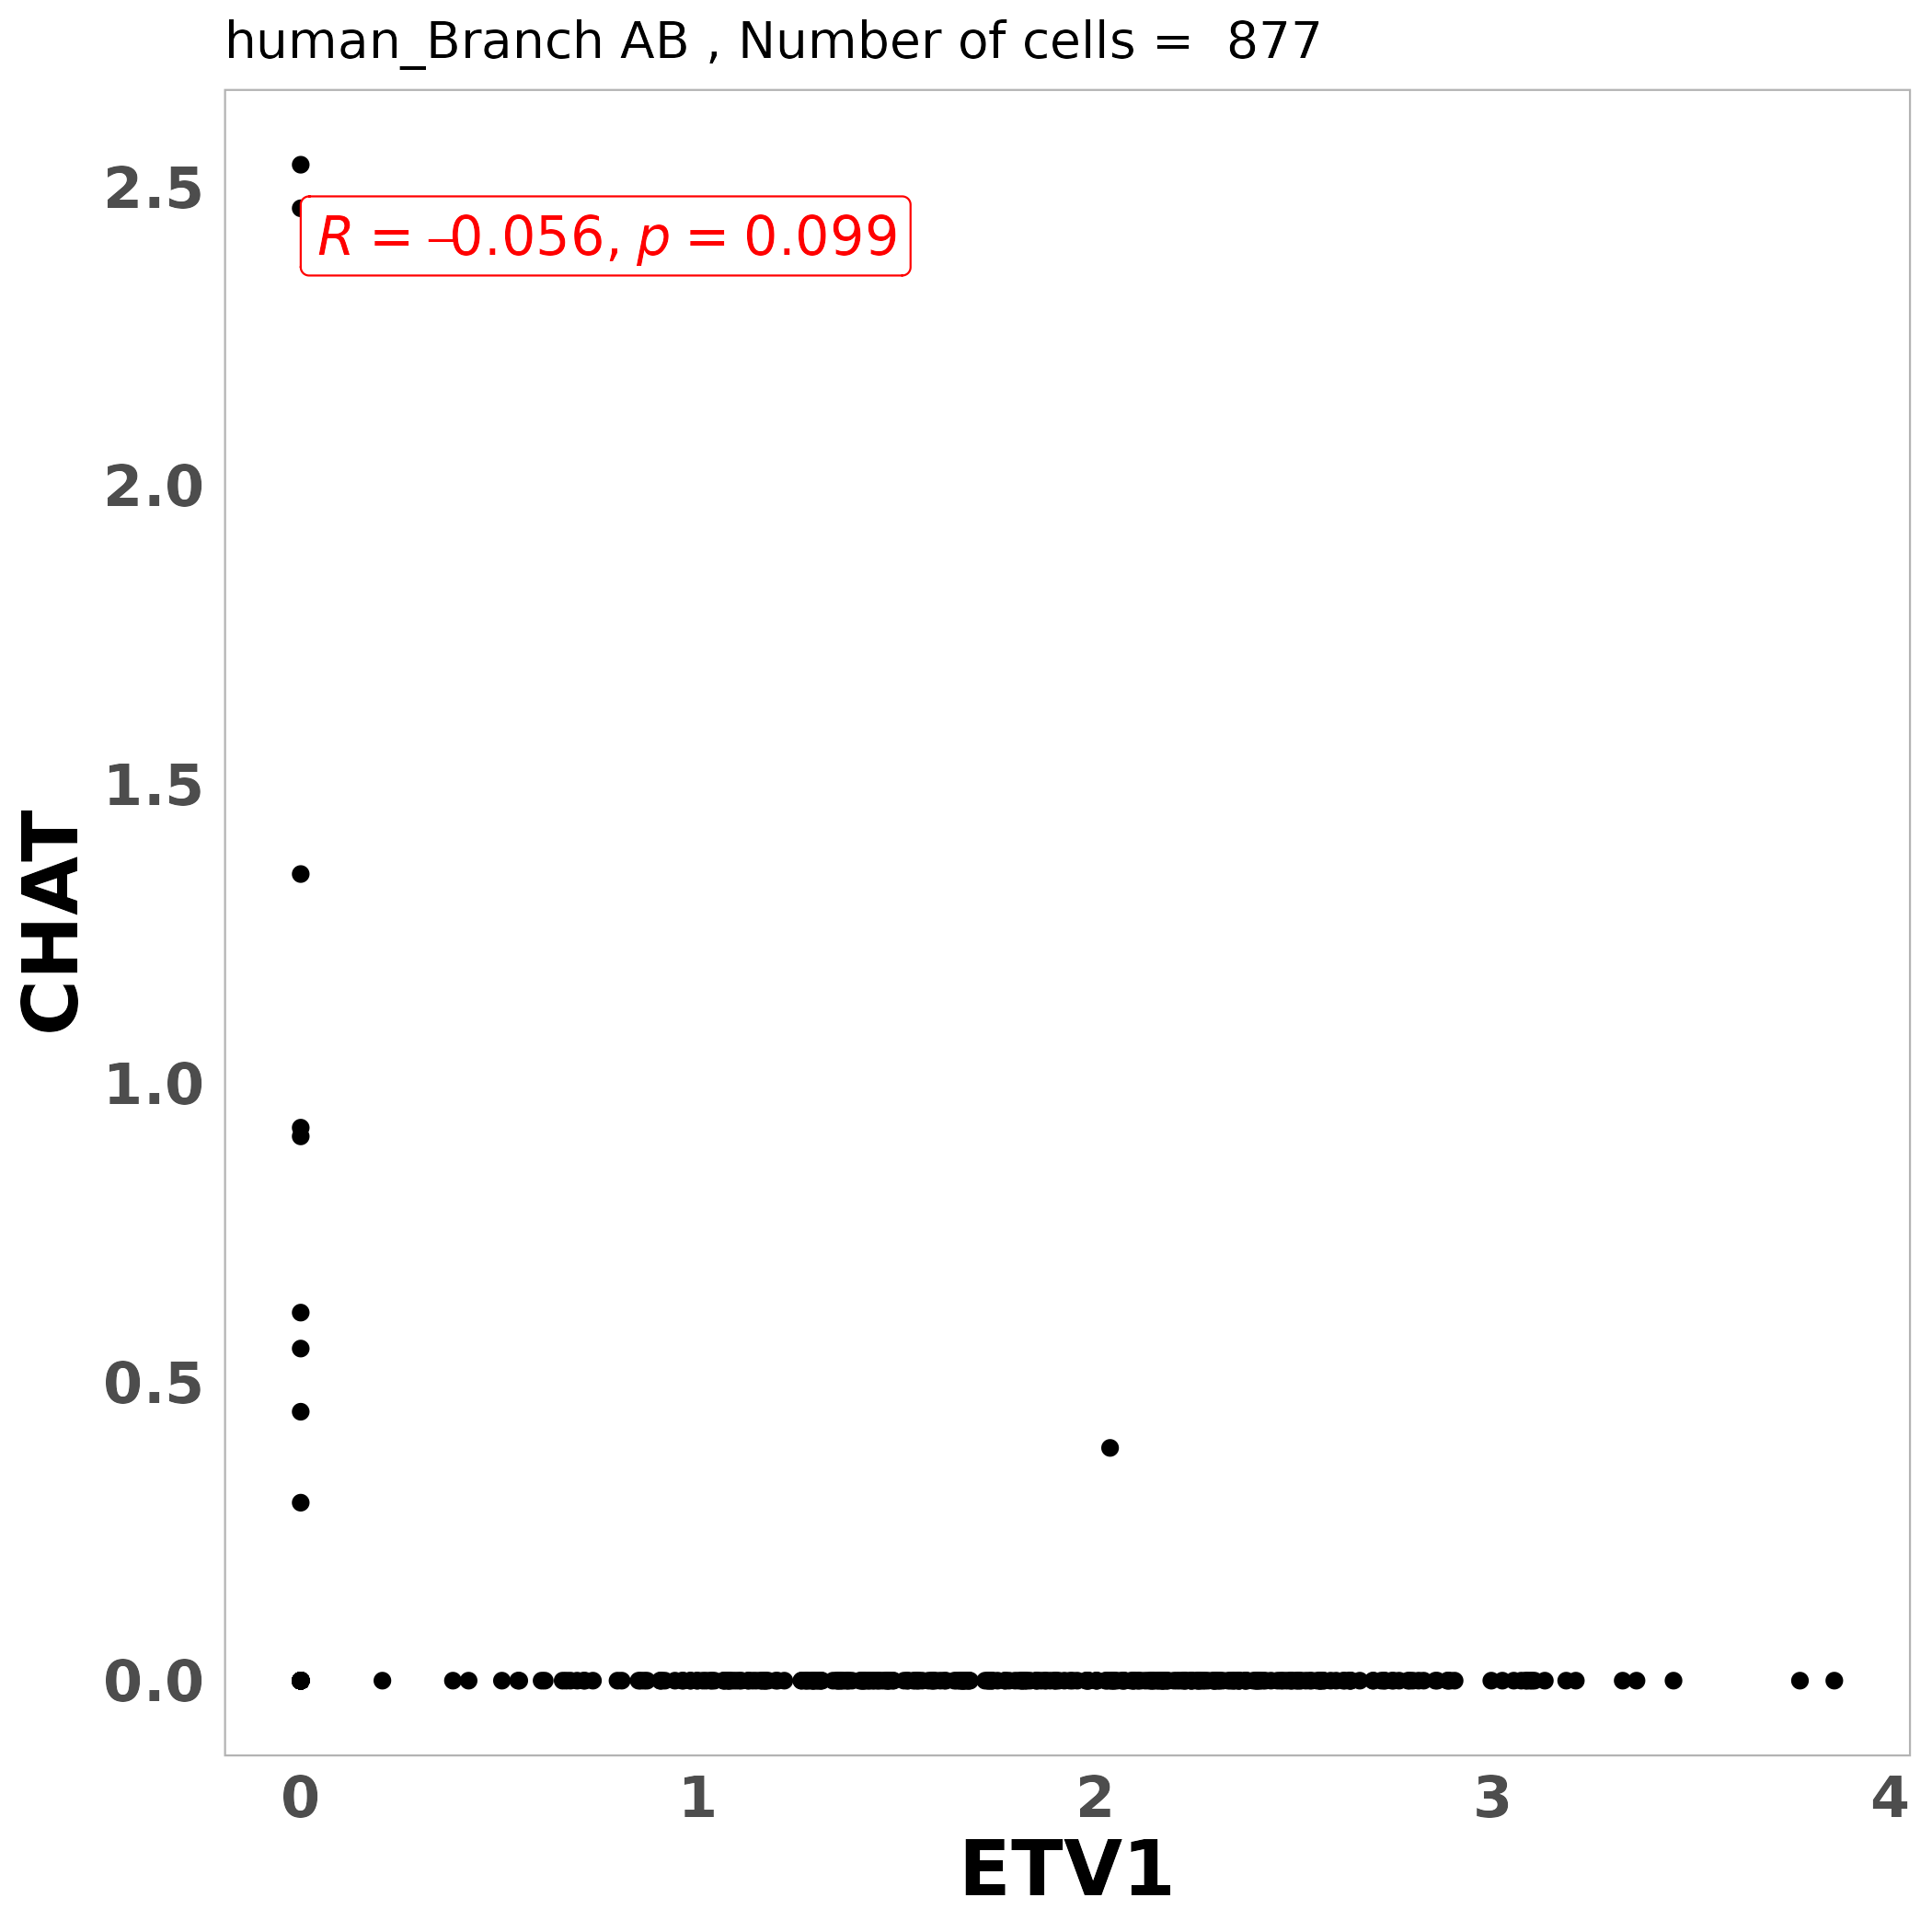 human_Branch AB , Number of cells =  877
2.5
R = –0.056, p = 0.099
2.0
1.5
CHAT
1.0
0.5
0.0
0 1 2 3 4
ETV1